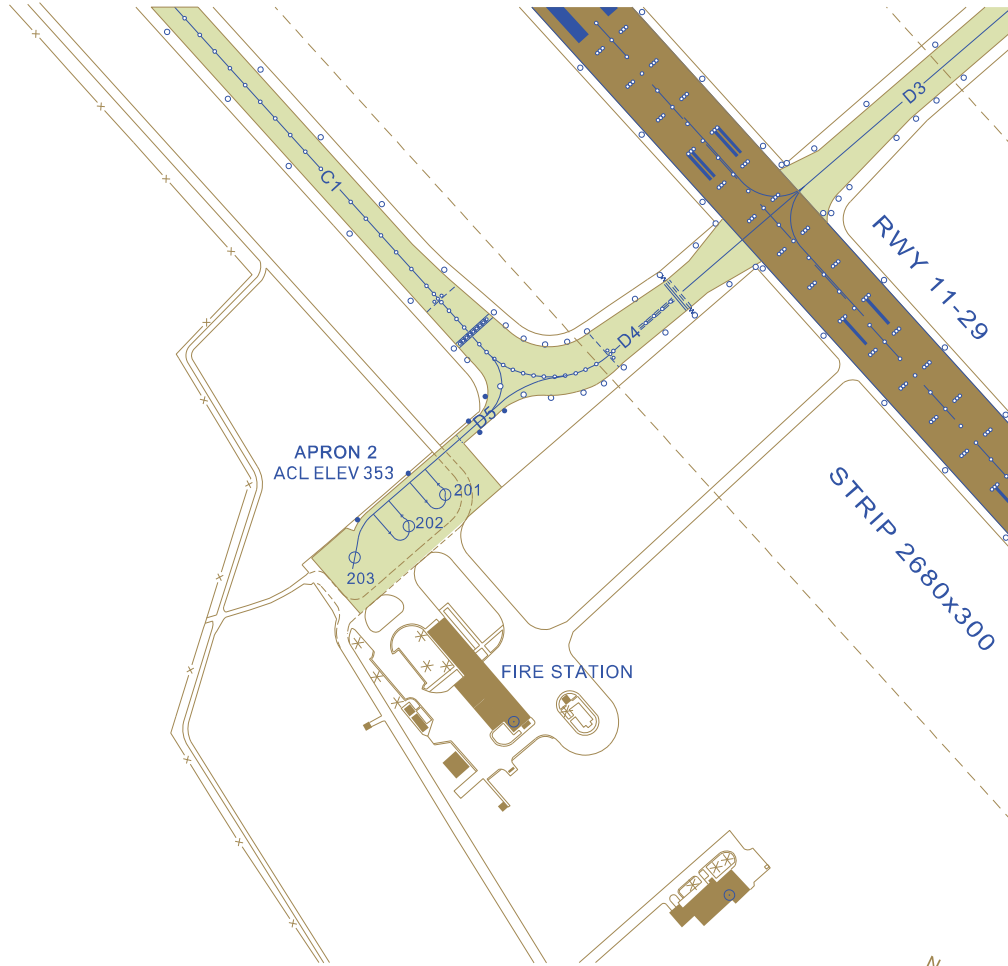 D3
C1
RWY 11-29
D4
D5
APRON 2
ACL ELEV 353
201
202
203
STRIP 2680x300
FIRE STATION
N